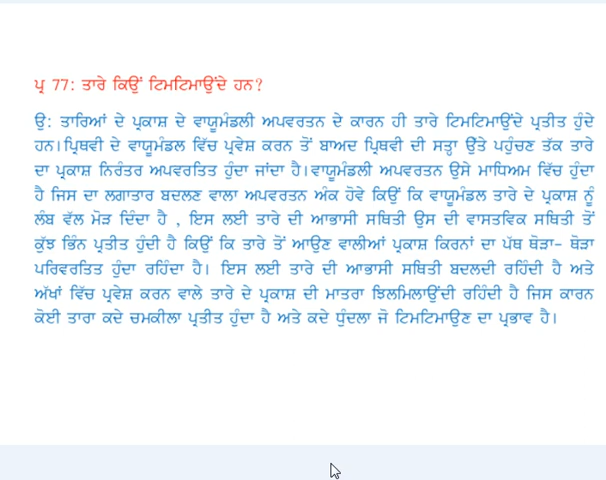 ਪ੍ਰ 77: ਤਾਰੇ ਕਿਉਂ ਟਿਮਟਿਮਾਉਂਦੇ ਹਨ?
ਉ: ਤਾਰਿਆਂ ਦੇ ਪ੍ਰਕਾਸ਼ ਦੇ ਵਾਯੂਮੰਡਲੀ ਅਪਵਰਤਨ ਦੇ ਕਾਰਨ ਹੀ ਤਾਰੇ ਟਿਮਟਿਮਾਉਂਦੇ ਪ੍ਰਤੀਤ ਹੁੰਦੇ
ਹਨ।ਪ੍ਰਿਥਵੀ ਦੇ ਵਾਯੂਮੰਡਲ ਵਿੱਚ ਪ੍ਰਵੇਸ਼ ਕਰਨ ਤੋਂ ਬਾਅਦ ਪ੍ਰਿਥਵੀ ਦੀ ਸਤ੍ਹਾ ਉੱਤੇ ਪਹੁੰਚਣ ਤੱਕ ਤਾਰੇ
ਦਾ ਪ੍ਰਕਾਸ਼ ਨਿਰੰਤਰ ਅਪਵਰਤਿਤ ਹੁੰਦਾ ਜਾਂਦਾ ਹੈ।ਵਾਯੂਮੰਡਲੀ ਅਪਵਰਤਨ ਉਸੇ ਮਾਧਿਅਮ ਵਿੱਚ ਹੁੰਦਾ
ਹੈ ਜਿਸ ਦਾ ਲਗਾਤਾਰ ਬਦਲਣ ਵਾਲਾ ਅਪਵਰਤਨ ਅੰਕ ਹੋਵੇ ਕਿਉਂ ਕਿ ਵਾਯੂਮੰਡਲ ਤਾਰੇ ਦੇ ਪ੍ਰਕਾਸ਼ ਨੂੰ
ਲੰਬ ਵੱਲ ਮੋੜ ਦਿੰਦਾ ਹੈ , ਇਸ ਲਈ ਤਾਰੇ ਦੀ ਆਭਾਸੀ ਸਥਿਤੀ ਉਸ ਦੀ ਵਾਸਤਵਿਕ ਸਥਿਤੀ ਤੋਂ
ਕੁੱਝ ਭਿੰਨ ਪ੍ਰਤੀਤ ਹੁੰਦੀ ਹੈ ਕਿਉਂ ਕਿ ਤਾਰੇ ਤੋਂ ਆਉਣ ਵਾਲੀਆਂ ਪ੍ਰਕਾਸ਼ ਕਿਰਨਾਂ ਦਾ ਪੱਥ ਥੋੜਾ- ਥੋੜਾ
ਪਰਿਵਰਤਿਤ ਹੁੰਦਾ ਰਹਿੰਦਾ ਹੈ। ਇਸ ਲਈ ਤਾਰੇ ਦੀ ਆਭਾਸੀ ਸਥਿਤੀ ਬਦਲਦੀ ਰਹਿੰਦੀ ਹੈ ਅਤੇ
ਅੱਖਾਂ ਵਿੱਚ ਪ੍ਰਵੇਸ਼ ਕਰਨ ਵਾਲੇ ਤਾਰੇ ਦੇ ਪ੍ਰਕਾਸ਼ ਦੀ ਮਾਤਰਾ ਝਿਲਮਿਲਾਉਂਦੀ ਰਹਿੰਦੀ ਹੈ ਜਿਸ ਕਾਰਨ
ਕੋਈ ਤਾਰਾ ਕਦੇ ਚਮਕੀਲਾ ਪ੍ਰਤੀਤ ਹੁੰਦਾ ਹੈ ਅਤੇ ਕਦੇ ਧੁੰਦਲਾ ਜੋ ਟਿਮਟਿਮਾਉਣ ਦਾ ਪ੍ਰਭਾਵ ਹੈ।